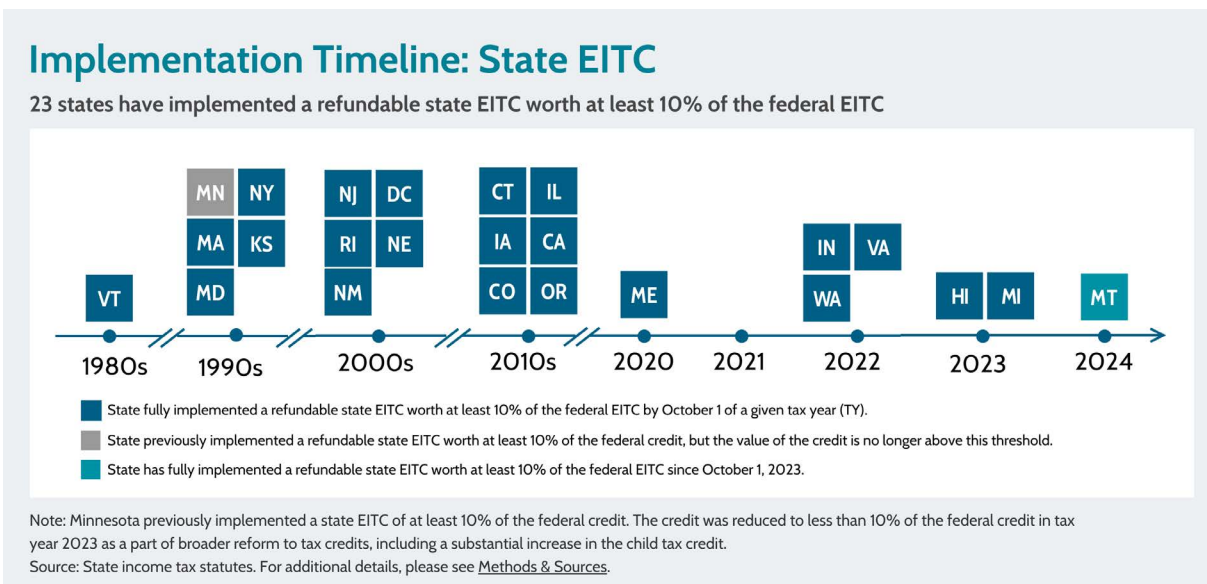 Implementation Timeline: State EITC
23 states have implemented a refundable state EITC worth at least 10% of the federal EITC
MN NY
MA KS
MD
NJ DC
RI NE
NM
CT IL
IA CA
CO OR
IN VA
WA
VT
ME
HI MI
MT
1980s 1990s 2000s 2010s 2020 2021 2022 2023 2024
State fully implemented a refundable state EITC worth at least 10% of the federal EITC by October 1 of a given tax year (TY).
State previously implemented a refundable state EITC worth at least 10% of the federal credit, but the value of the credit is no longer above this threshold.
State has fully implemented a refundable state EITC worth at least 10% of the federal EITC since October 1, 2023.
Note: Minnesota previously implemented a state EITC of at least 10% of the federal credit. The credit was reduced to less than 10% of the federal credit in tax
year 2023 as a part of broader reform to tax credits, including a substantial increase in the child tax credit.
Source: State income tax statutes. For additional details, please see Methods & Sources.